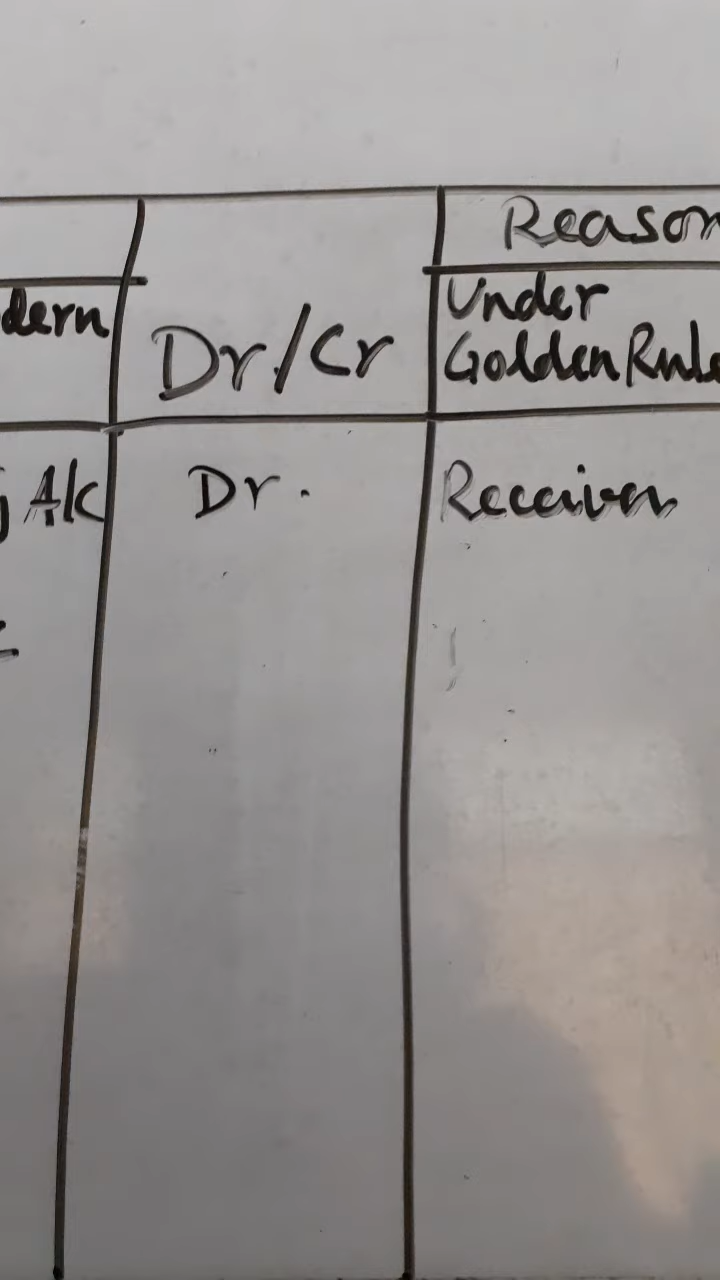 Reason
dern
Dr./Cr
Under
Golden Rule
A/C
Dr.
Receiver